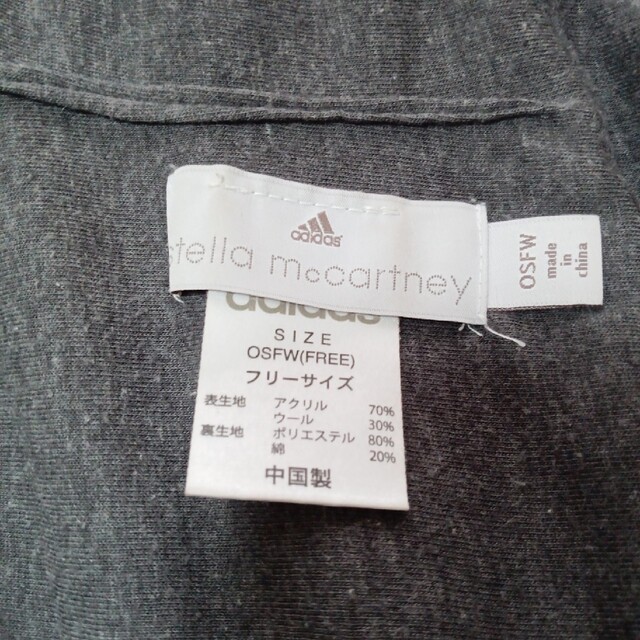 adidas
stella mccartney
OSFW
made
in
china
adidas
SIZE
OSFW(FREE)
フリーサイズ
表生地 アクリル 70%
ウール 30%
裏生地 ポリエステル 80%
綿 20%
中国製